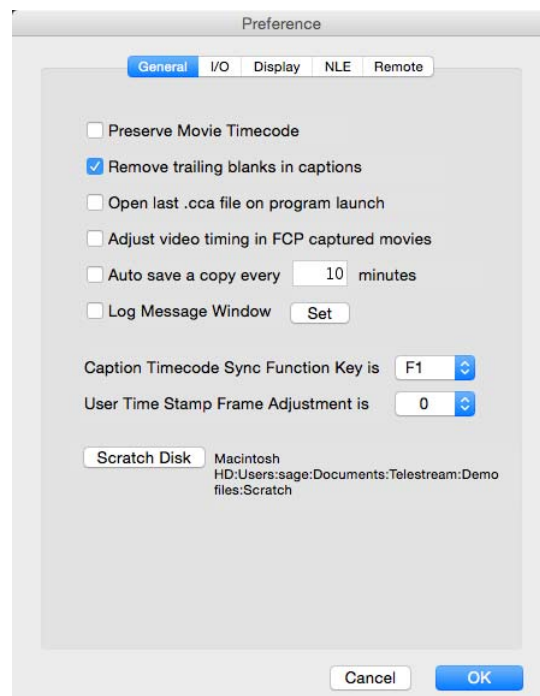 Preference
General I/O Display NLE Remote
Preserve Movie Timecode
Remove trailing blanks in captions
Open last .cca file on program launch
Adjust video timing in FCP captured movies
Auto save a copy every 10 minutes
Log Message Window Set
Caption Timecode Sync Function Key is F1
User Time Stamp Frame Adjustment is 0
Scratch Disk Macintosh
HD:Users:sage:Documents:Telestream:Demo
files:Scratch
Cancel OK